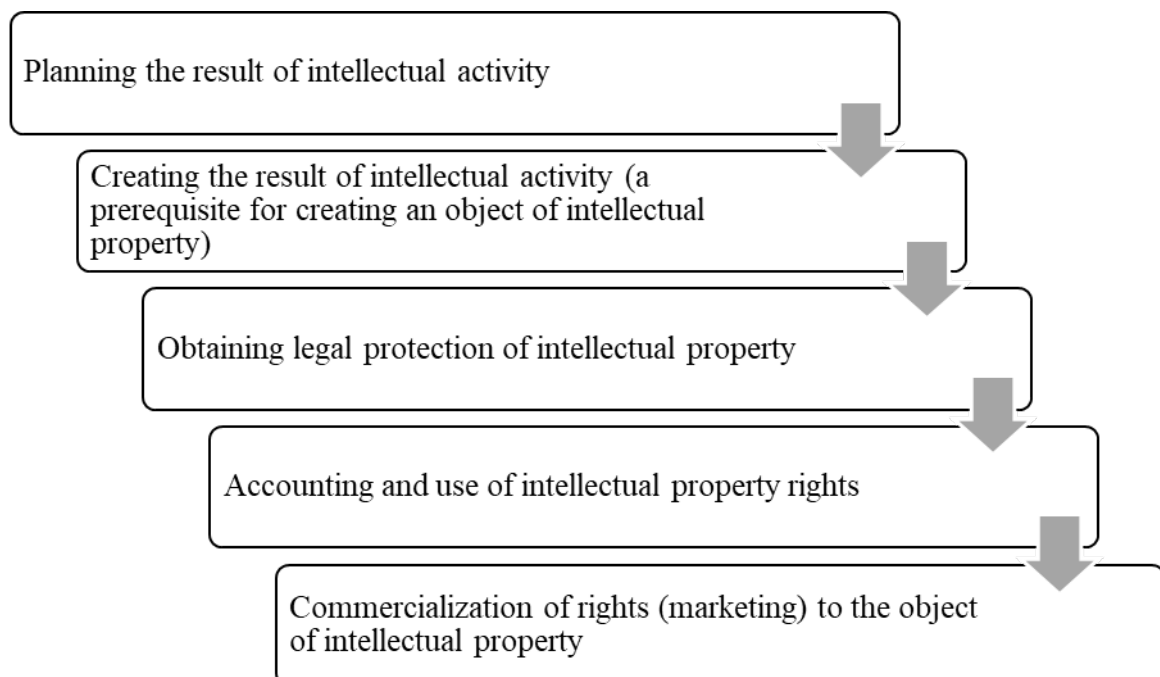 Planning the result of intellectual activity
Creating the result of intellectual activity (a
prerequisite for creating an object of intellectual
property)
Obtaining legal protection of intellectual property
Accounting and use of intellectual property rights
Commercialization of rights (marketing) to the object
of intellectual property